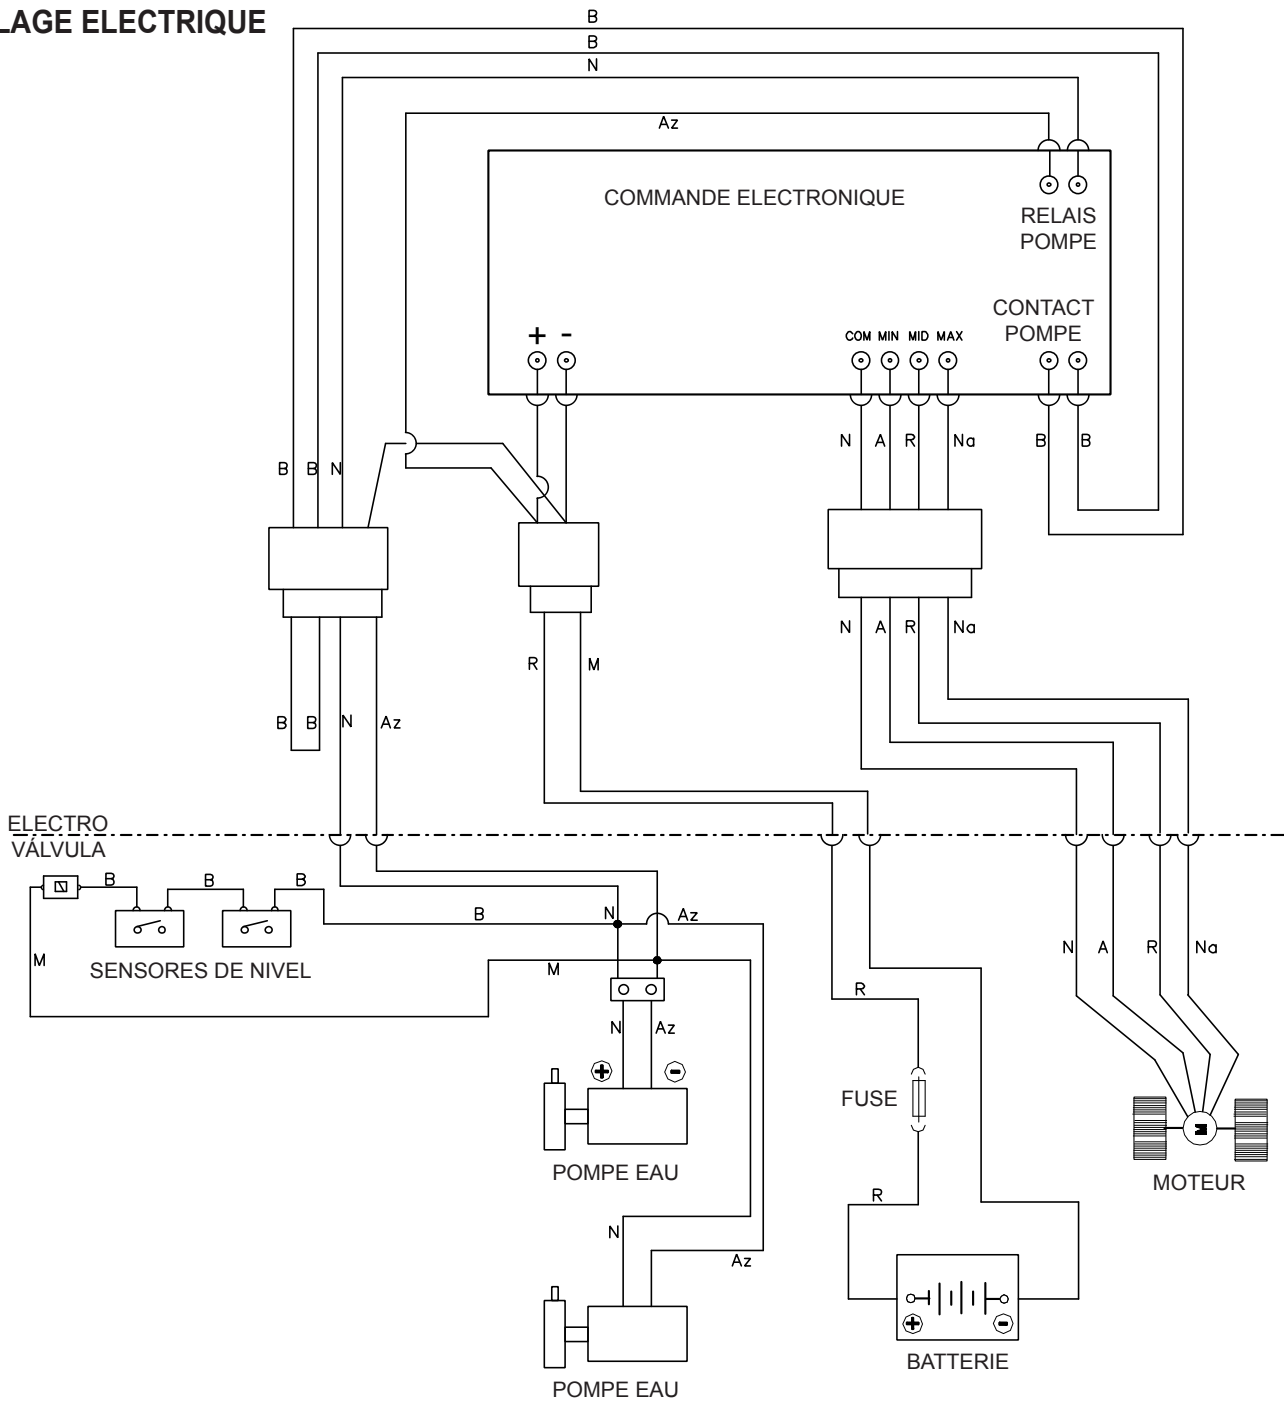 LAGE ELECTRIQUE
B
B
N
Az
COMMANDE ELECTRONIQUE
RELAIS
POMPE
CONTACT
POMPE
+ -
COM MIN MID MAX
N A R Na
B B
B B N
N A R Na
R M
B B N Az
ELECTRO
VÁLVULA
B B B
B
N
Az
M
SENSORES DE NIVEL
M
N A R Na
R
N Az
+ -
FUSE
POMPE EAU
M
MOTEUR
R
N
Az
+ -
BATTERIE
POMPE EAU